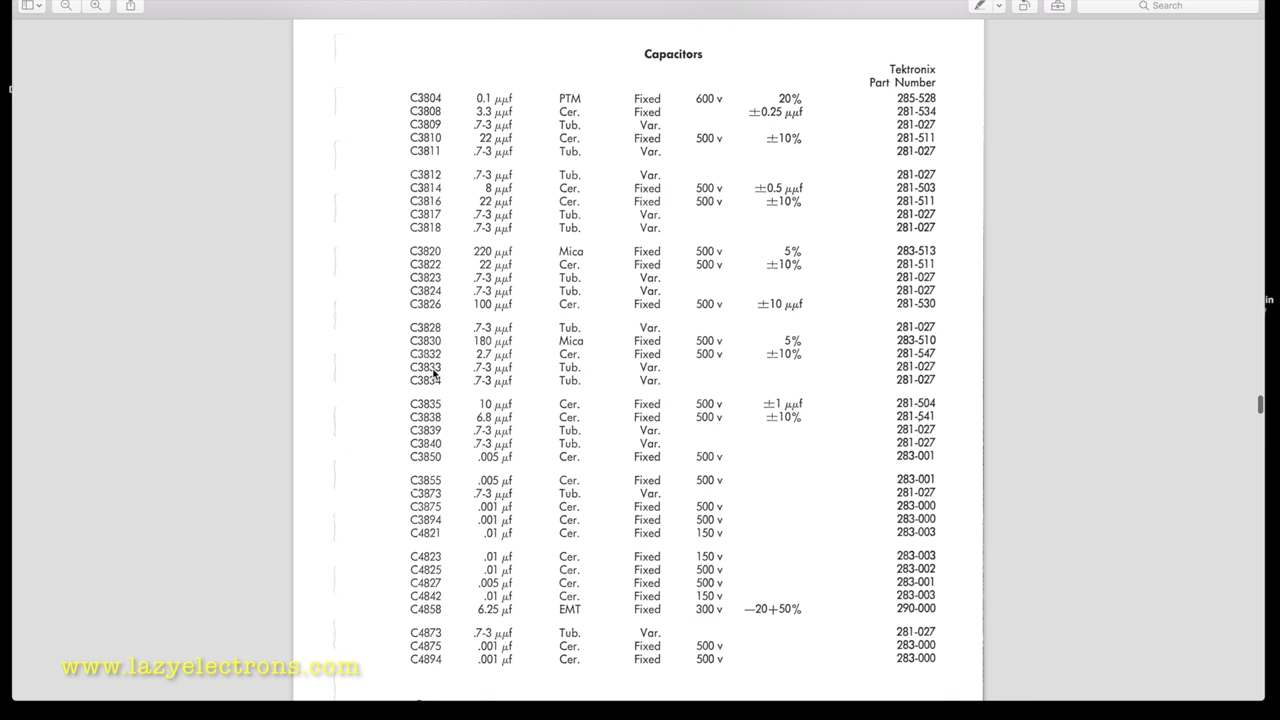 Search
Capacitors
Tektronix
Part Number
C3804 0.1 μμf PTM Fixed 600 v 20% 285-528
C3808 3.3 μμf Cer. Fixed ±0.25 μμf 281-534
C3809 .7-3 μμf Tub. Var. 281-027
C3810 22 μμf Cer. Fixed 500 v ±10% 281-511
C3811 .7-3 μμf Tub. Var. 281-027
C3812 .7-3 μμf Tub. Var. 281-027
C3814 8 μμf Cer. Fixed 500 v ±0.5 μμf 281-503
C3816 22 μμf Cer. Fixed 500 v ±10% 281-511
C3817 .7-3 μμf Tub. Var. 281-027
C3818 .7-3 μμf Tub. Var. 281-027
C3820 220 μμf Mica Fixed 500 v 5% 283-513
C3822 22 μμf Cer. Fixed 500 v ±10% 281-511
C3823 .7-3 μμf Tub. Var. 281-027
C3824 .7-3 μμf Tub. Var. 281-027
C3826 100 μμf Cer. Fixed 500 v ±10 μμf 281-530
C3828 .7-3 μμf Tub. Var. 281-027
C3830 180 μμf Mica Fixed 500 v 5% 283-510
C3832 2.7 μμf Cer. Fixed 500 v ±10% 281-547
C3833 .7-3 μμf Tub. Var. 281-027
C3834 .7-3 μμf Tub. Var. 281-027
C3835 10 μμf Cer. Fixed 500 v ±1 μμf 281-504
C3838 6.8 μμf Cer. Fixed 500 v ±10% 281-541
C3839 .7-3 μμf Tub. Var. 281-027
C3840 .7-3 μμf Tub. Var. 281-027
C3850 .005 μf Cer. Fixed 500 v 283-001
C3855 .005 μf Cer. Fixed 500 v 283-001
C3873 .7-3 μμf Tub. Var. 281-027
C3875 .001 μf Cer. Fixed 500 v 283-000
C3894 .001 μf Cer. Fixed 500 v 283-000
C4821 .01 μf Cer. Fixed 150 v 283-003
C4823 .01 μf Cer. Fixed 150 v 283-003
C4825 .01 μf Cer. Fixed 500 v 283-002
C4827 .005 μf Cer. Fixed 500 v 283-001
C4842 .01 μf Cer. Fixed 150 v 283-003
C4858 6.25 μf EMT Fixed 300 v —20+50% 290-000
C4873 .7-3 μμf Tub. Var. 281-027
C4875 .001 μf Cer. Fixed 500 v 283-000
C4894 .001 μf Cer. Fixed 500 v 283-000
www.lazyelectrons.com